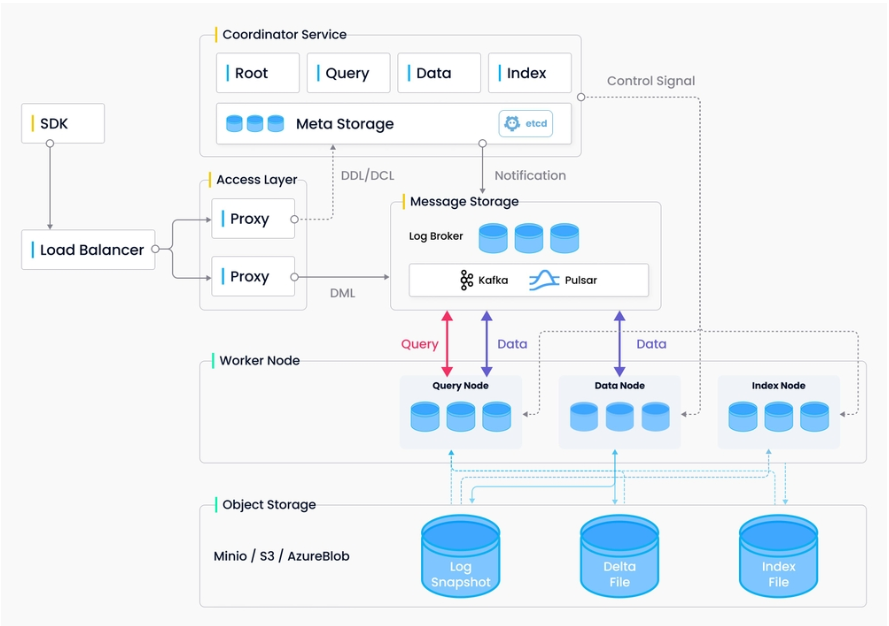 Coordinator Service
Root
Query
Data
Index
Control Signal
SDK
Meta Storage
etcd
Access Layer
DDL/DCL
Notification
Message Storage
Proxy
Log Broker
Load Balancer
Proxy
DML
Kafka
Pulsar
Query
Data
Data
Worker Node
Query Node
Data Node
Index Node
Object Storage
Minio / S3 / AzureBlob
Log
Snapshot
Delta
File
Index
File